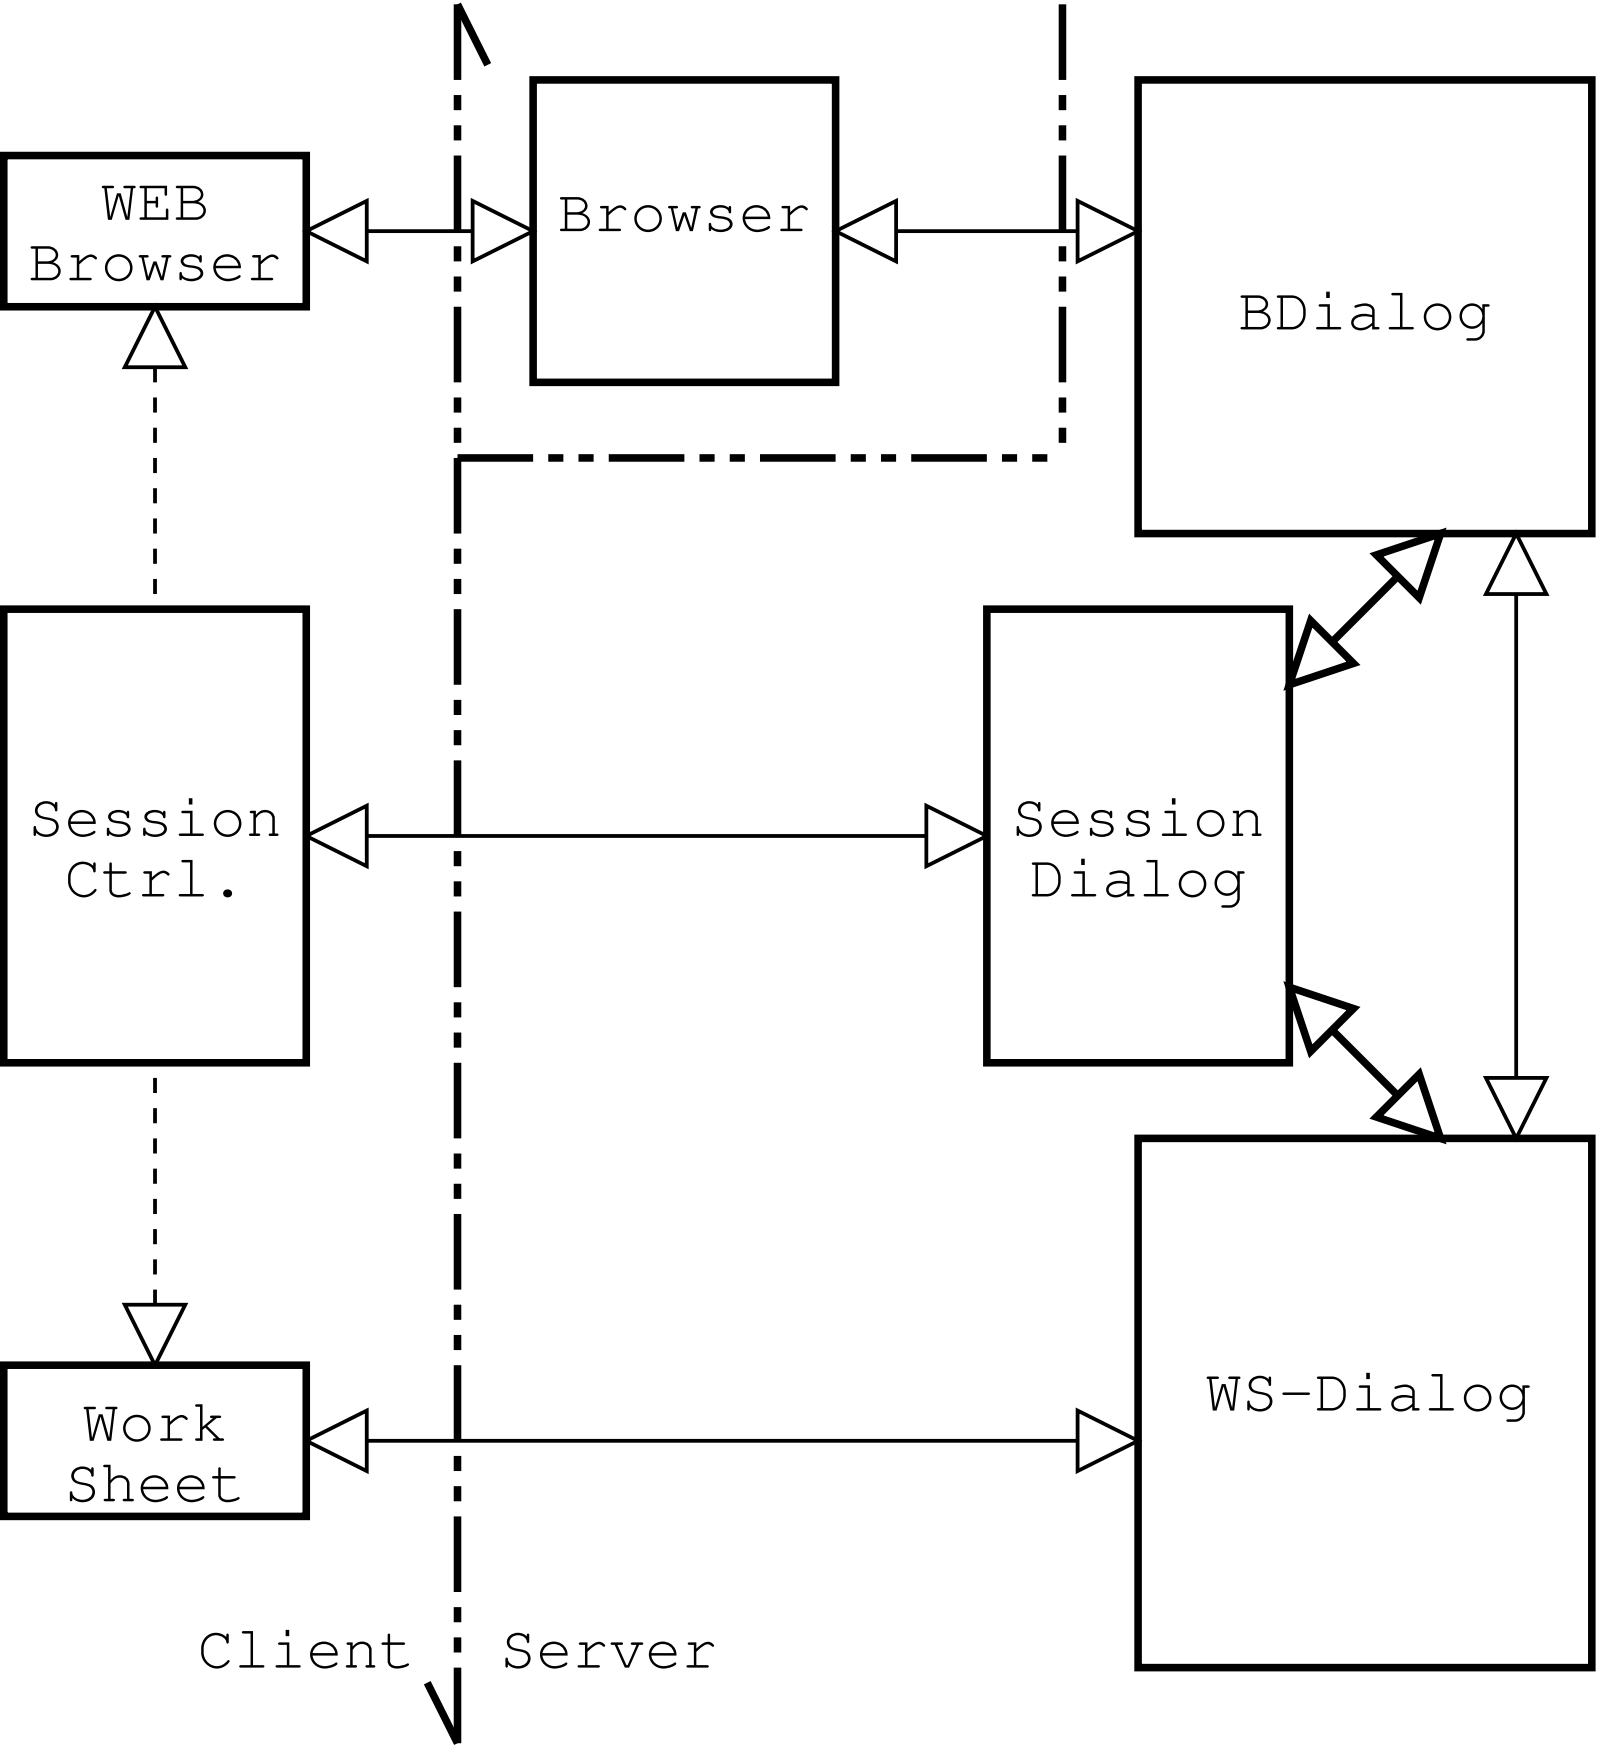 WEB
Browser
Browser
BDialog
Session
Ctrl.
Session
Dialog
Work
Sheet
WS-Dialog
Client
Server